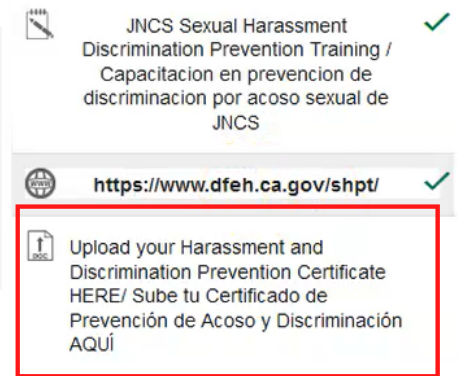 JNCS Sexual Harassment
Discrimination Prevention Training /
Capacitacion en prevencion de
discriminacion por acoso sexual de
JNCS
www
https://www.dfeh.ca.gov/shpt/
DOC
Upload your Harassment and
Discrimination Prevention Certificate
HERE/ Sube tu Certificado de
Prevención de Acoso y Discriminación
AQUÍ